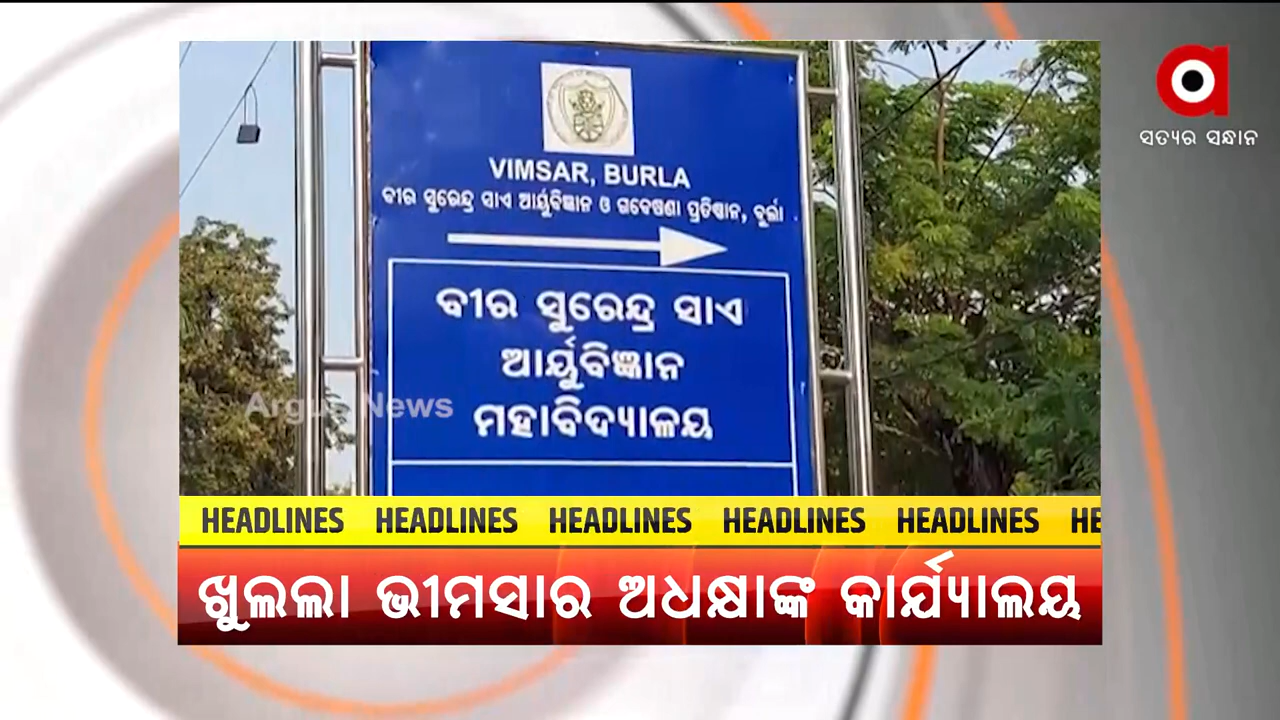 ସତ୍ୟର ସନ୍ଧାନ
VIMSAR, BURLA
ବୀର ସୁରେନ୍ଦ୍ର ସାଏ ଆର୍ୟୁବିଜ୍ଞାନ ଓ ଗବେଷଣା ପ୍ରତିଷ୍ଠାନ, ବୁର୍ଲା
ବୀର ସୁରେନ୍ଦ୍ର ସାଏ
ଆର୍ୟୁବିଜ୍ଞାନ
ମହାବିଦ୍ୟାଳୟ
Argus News
HEADLINES HEADLINES HEADLINES HEADLINES HEADLINES HE
ଖୁଲଲା ଭୀମସାର ଅଧକ୍ଷାଙ୍କ କାର୍ଯ୍ୟାଳୟ